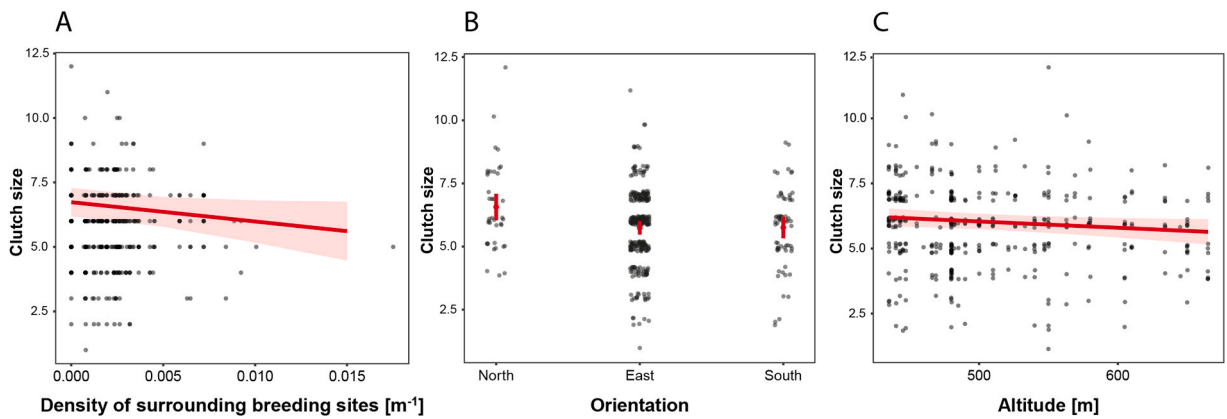 A
Clutch size
12.5
10.0
7.5
5.0
2.5
0.000 0.005 0.010 0.015
Density of surrounding breeding sites [m⁻¹]
B
Clutch size
12.5
10.0
7.5
5.0
2.5
North East South
Orientation
C
Clutch size
12.5
10.0
7.5
5.0
2.5
500 600
Altitude [m]